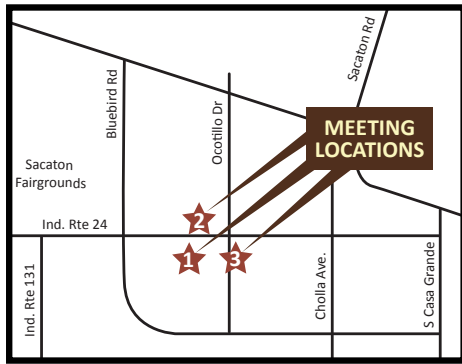 Sacaton Rd
Bluebird Rd
Ocotillo Dr
MEETING
LOCATIONS
Sacaton
Fairgrounds
2
Ind. Rte 24
1
3
Ind. Rte 131
Cholla Ave.
S Casa Grande